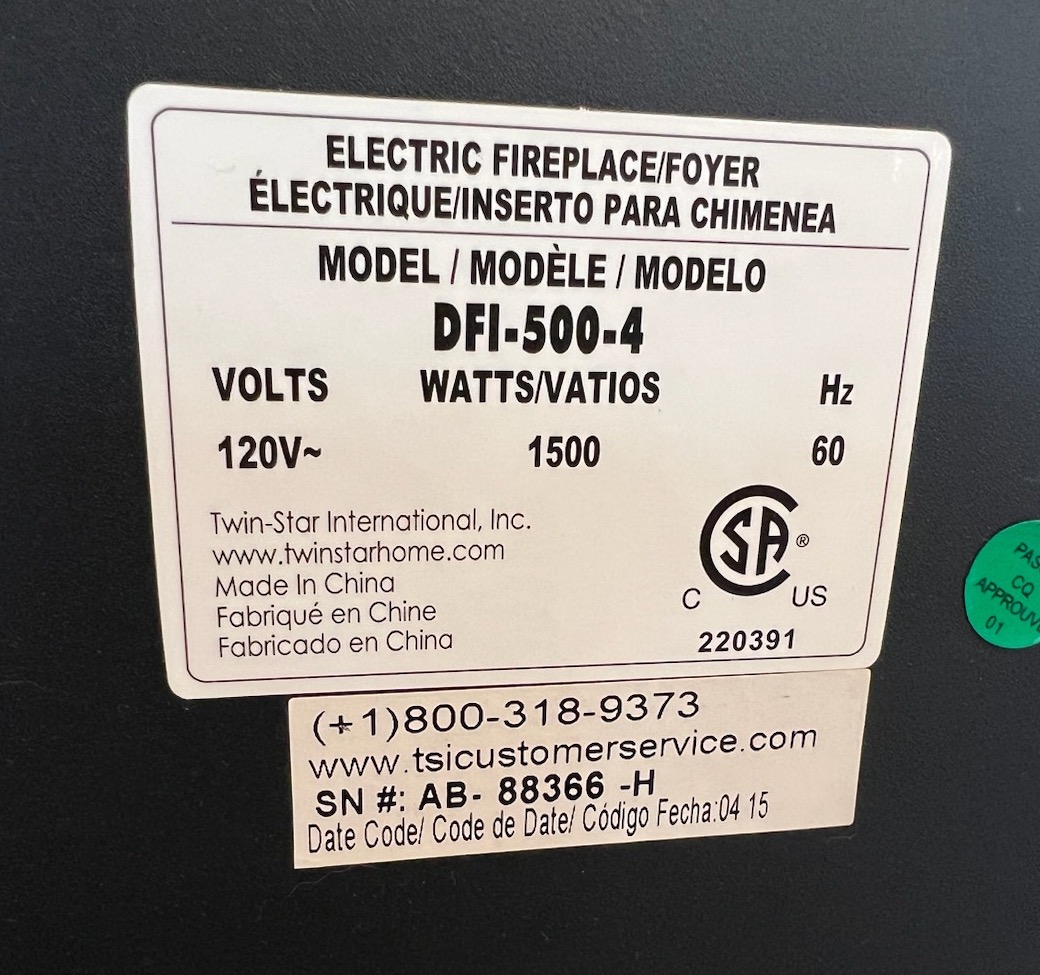 ELECTRIC FIREPLACE/FOYER
ÉLECTRIQUE/INSERTO PARA CHIMENEA
MODEL / MODÈLE / MODELO
DFI-500-4
VOLTS WATTS/VATIOS Hz
120V~ 1500 60
Twin-Star International, Inc.
www.twinstarhome.com
Made In China
Fabriqué en Chine
Fabricado en China
CSA ®
C US
220391
(+1)800-318-9373
www.tsicustomerservice.com
SN #: AB- 88366 -H
Date Code/ Code de Date/ Código Fecha:04 15
CQ
01